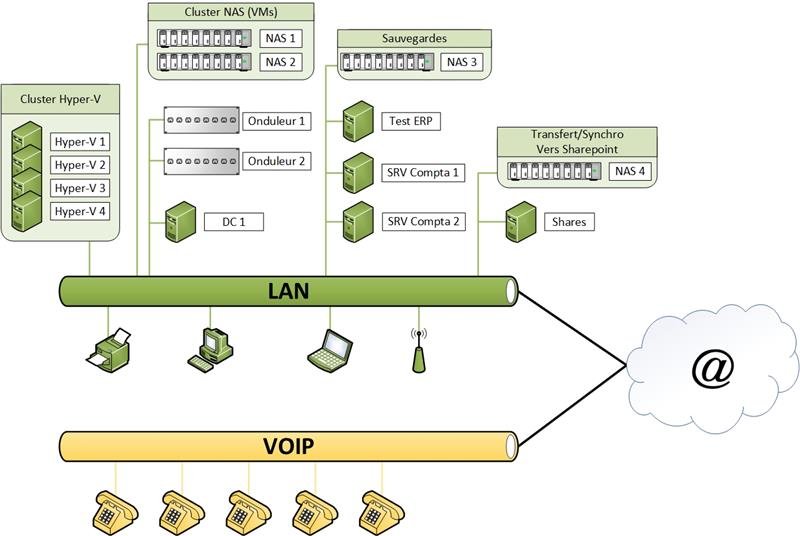 Cluster NAS (VMs)
NAS 1
NAS 2
Sauvegardes
NAS 3
Cluster Hyper-V
Hyper-V 1
Hyper-V 2
Hyper-V 3
Hyper-V 4
Onduleur 1
Onduleur 2
DC 1
Test ERP
SRV Compta 1
SRV Compta 2
Transfert/Synchro
Vers Sharepoint
NAS 4
Shares
LAN
@
VOIP